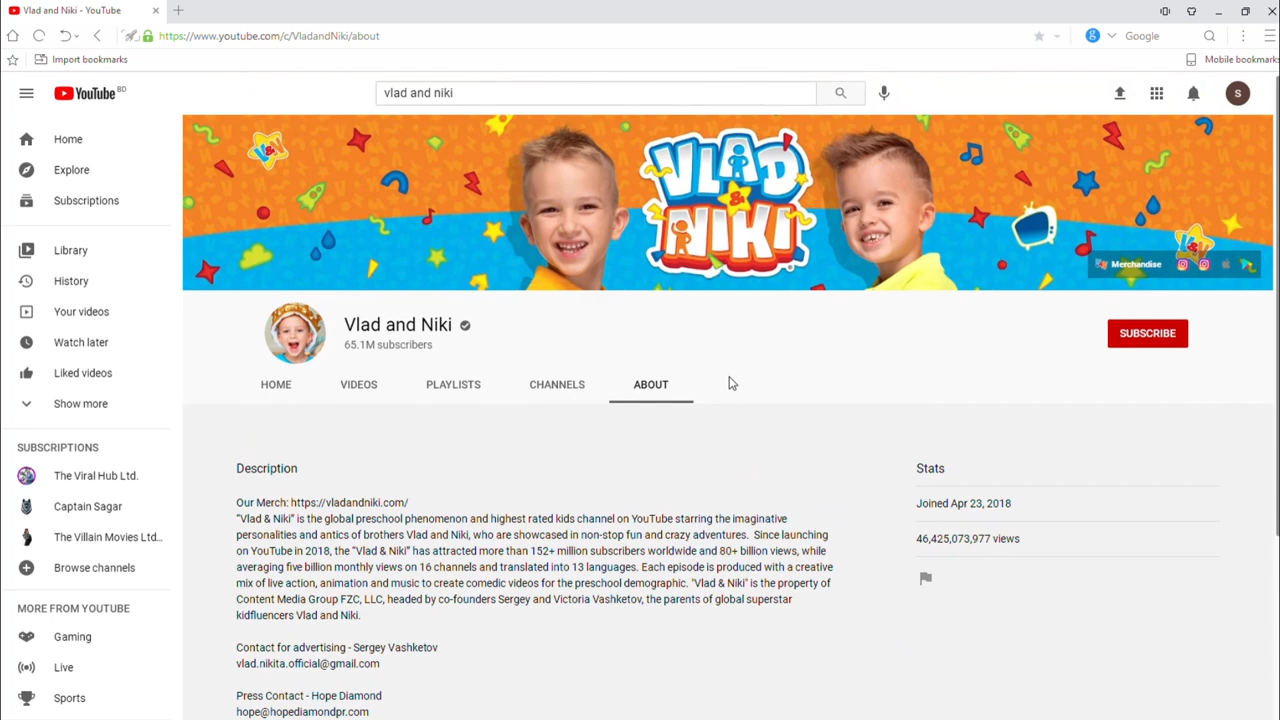 Vlad and Niki - YouTube
https://www.youtube.com/c/VladandNiki/about
Google
Import bookmarks
Mobile bookmarks
YouTube BD
vlad and niki
Home
Explore
Subscriptions
Library
History
Your videos
Watch later
Liked videos
Show more
SUBSCRIPTIONS
The Viral Hub Ltd.
Captain Sagar
The Villain Movies Ltd...
Browse channels
MORE FROM YOUTUBE
Gaming
Live
Sports
S
V&N
VLAD
&
NIKI
V&N
Merchandise
Vlad and Niki
65.1M subscribers
SUBSCRIBE
HOME
VIDEOS
PLAYLISTS
CHANNELS
ABOUT
Description
Our Merch: https://vladandniki.com/
“Vlad & Niki” is the global preschool phenomenon and highest rated kids channel on YouTube starring the imaginative
personalities and antics of brothers Vlad and Niki, who are showcased in non-stop fun and crazy adventures. Since launching
on YouTube in 2018, the “Vlad & Niki” has attracted more than 152+ million subscribers worldwide and 80+ billion views, while
averaging five billion monthly views on 16 channels and translated into 13 languages. Each episode is produced with a creative
mix of live action, animation and music to create comedic videos for the preschool demographic. "Vlad & Niki" is the property of
Content Media Group FZC, LLC, headed by co-founders Sergey and Victoria Vashketov, the parents of global superstar
kidfluencers Vlad and Niki.
Contact for advertising - Sergey Vashketov
vlad.nikita.official@gmail.com
Press Contact - Hope Diamond
hope@hopediamondpr.com
Stats
Joined Apr 23, 2018
46,425,073,977 views